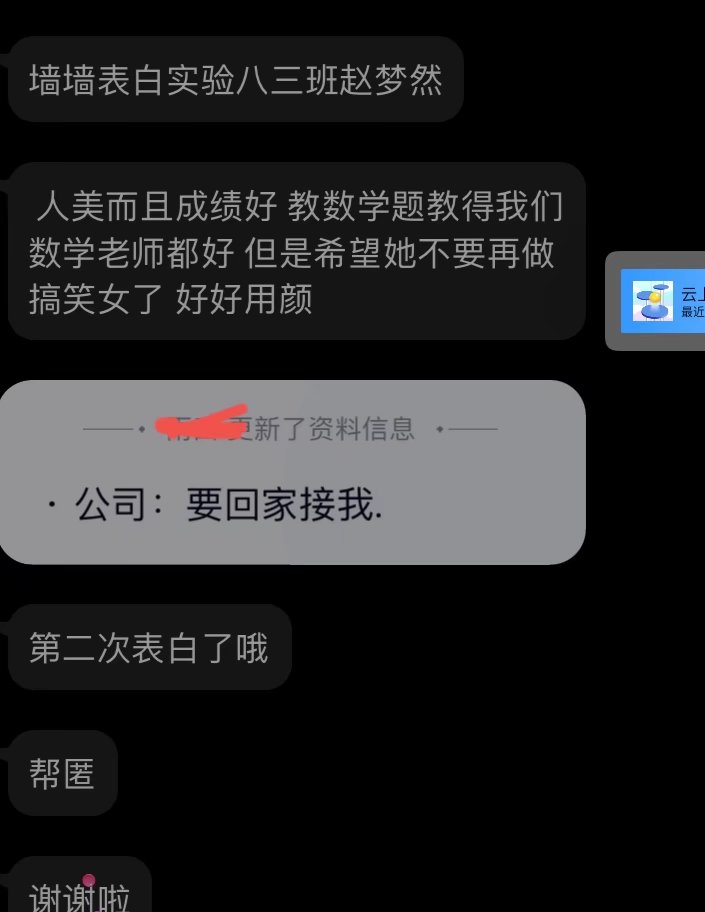 墙墙表白实验八三班赵梦然
人美而且成绩好 教数学题教得我们
数学老师都好 但是希望她不要再做
搞笑女了 好好用颜
云上
最近
更新了资料信息
· 公司：要回家接我.
第二次表白了哦
帮匿
谢谢啦